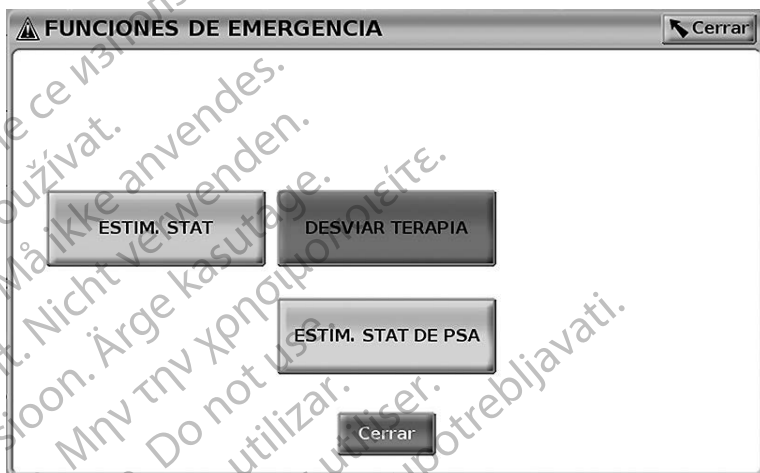 FUNCIONES DE EMERGENCIA
Cerrar
ESTIM. STAT
DESVIAR TERAPIA
ESTIM. STAT DE PSA
Cerrar
anvendes.
Må ikke
Nicht verwenden.
Ärge kasutage.
Μην την χρησιμοποιείτε.
Do not use.
utilizar.
utiliser.
upotrebljavati.